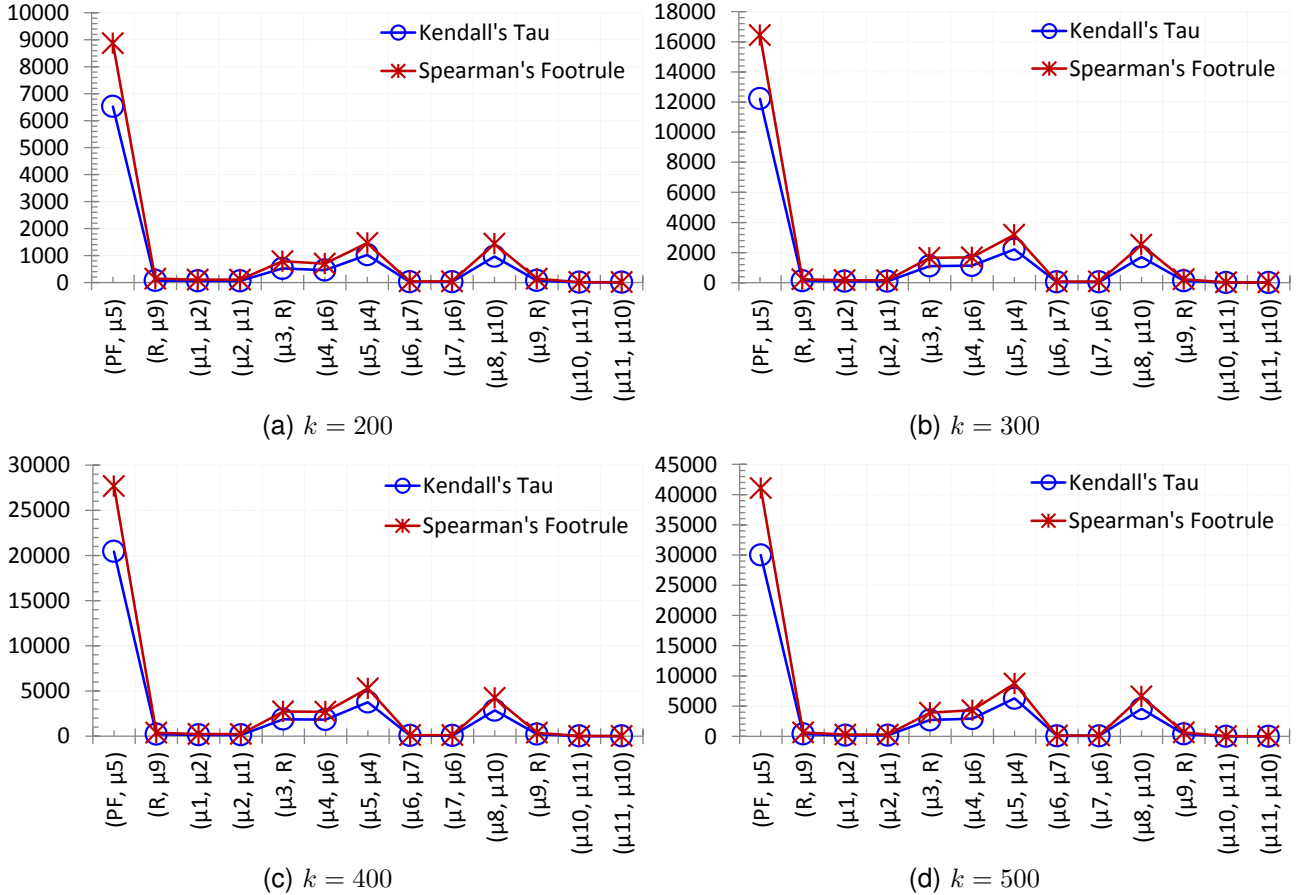 10000
9000
8000
7000
6000
5000
4000
3000
2000
1000
0
Kendall's Tau
Spearman's Footrule
(PF, µ5)
(R, µ9)
(µ1, µ2)
(µ2, µ1)
(µ3, R)
(µ4, µ6)
(µ5, µ4)
(µ6, µ7)
(µ7, µ6)
(µ8, µ10)
(µ9, R)
(µ10, µ11)
(µ11, µ10)
(a) k = 200
18000
16000
14000
12000
10000
8000
6000
4000
2000
0
Kendall's Tau
Spearman's Footrule
(PF, µ5)
(R, µ9)
(µ1, µ2)
(µ2, µ1)
(µ3, R)
(µ4, µ6)
(µ5, µ4)
(µ6, µ7)
(µ7, µ6)
(µ8, µ10)
(µ9, R)
(µ10, µ11)
(µ11, µ10)
(b) k = 300
30000
25000
20000
15000
10000
5000
0
Kendall's Tau
Spearman's Footrule
(PF, µ5)
(R, µ9)
(µ1, µ2)
(µ2, µ1)
(µ3, R)
(µ4, µ6)
(µ5, µ4)
(µ6, µ7)
(µ7, µ6)
(µ8, µ10)
(µ9, R)
(µ10, µ11)
(µ11, µ10)
(c) k = 400
45000
40000
35000
30000
25000
20000
15000
10000
5000
0
Kendall's Tau
Spearman's Footrule
(PF, µ5)
(R, µ9)
(µ1, µ2)
(µ2, µ1)
(µ3, R)
(µ4, µ6)
(µ5, µ4)
(µ6, µ7)
(µ7, µ6)
(µ8, µ10)
(µ9, R)
(µ10, µ11)
(µ11, µ10)
(d) k = 500